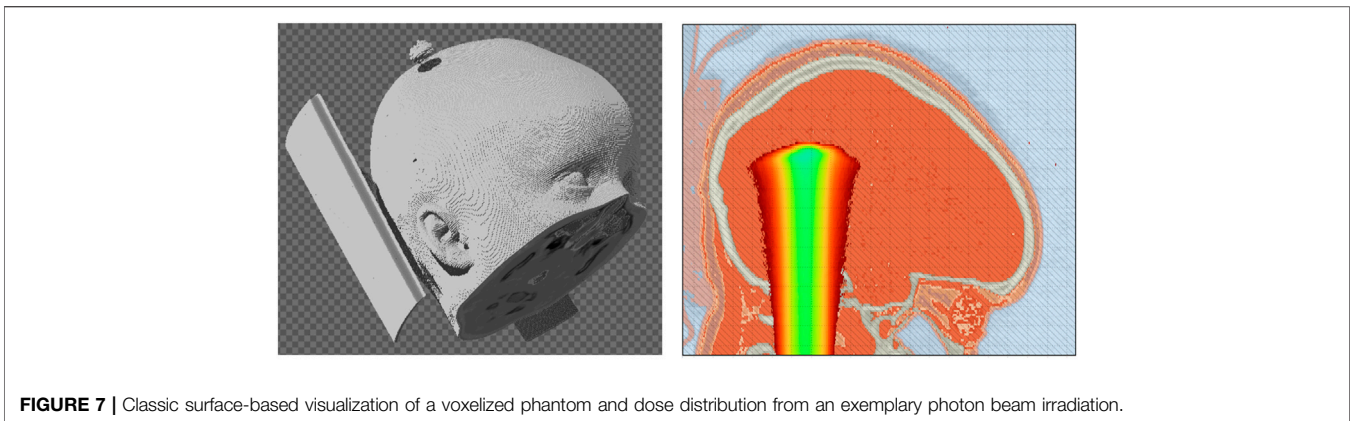 FIGURE 7 | Classic surface-based visualization of a voxelized phantom and dose distribution from an exemplary photon beam irradiation.